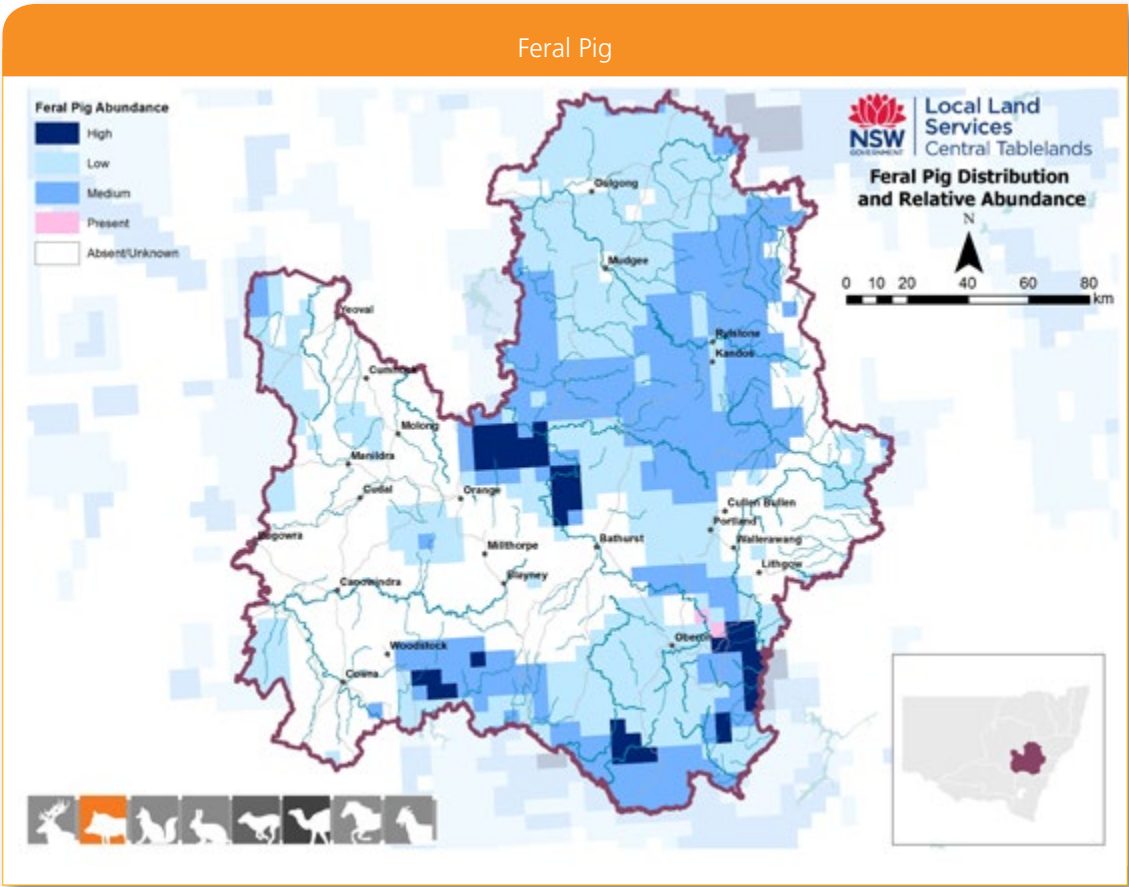 Feral Pig
Feral Pig Abundance
High
Low
Medium
Present
Absent/Unknown
NSW
GOVERNMENT
Local Land
Services
Central Tablelands
Feral Pig Distribution
and Relative Abundance
N
0 10 20 40 60 80
km
Gulgong
Mudgee
Rylstone
Kandos
Yeoval
Cumnock
Molong
Manildra
Cudal
Orange
Cullen Bullen
Portland
Eugowra
Millthorpe
Bathurst
Wallerawang
Lithgow
Blayney
Canowindra
Oberon
Woodstock
Cowra